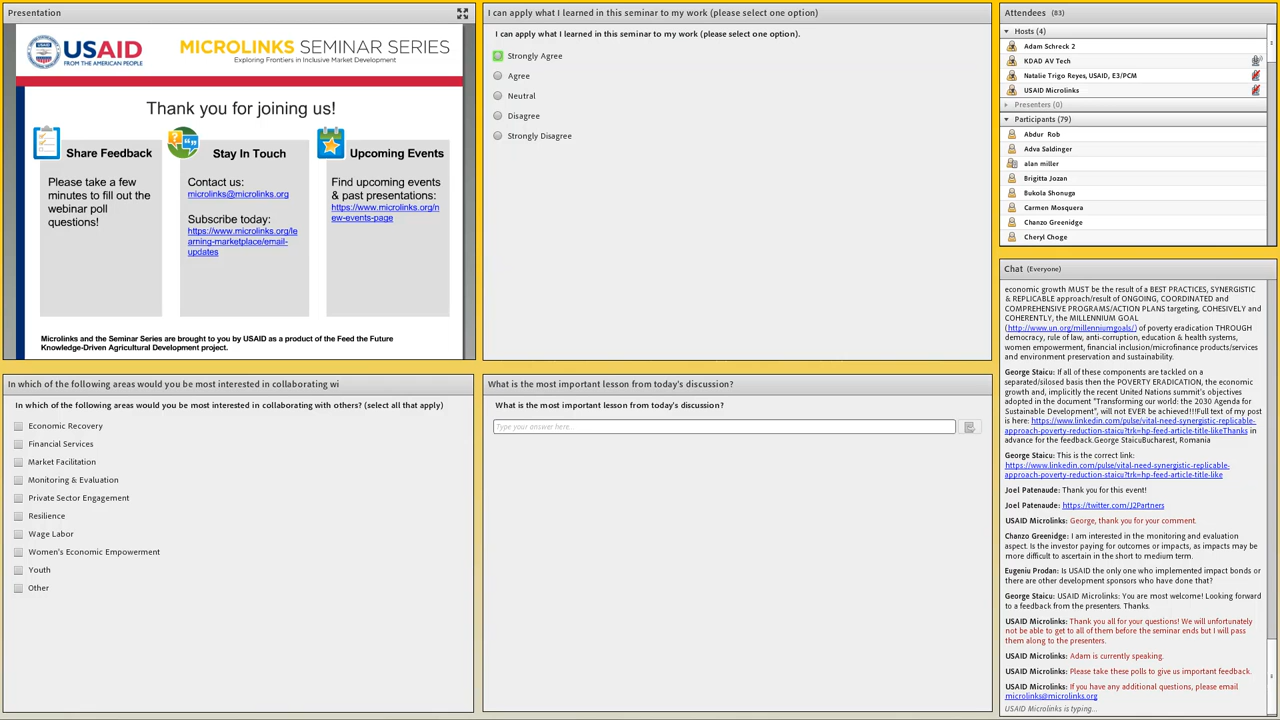 Presentation
USAID
FROM THE AMERICAN PEOPLE
MICROLINKS SEMINAR SERIES
Exploring Frontiers in Inclusive Market Development
Thank you for joining us!
Share Feedback
Please take a few
minutes to fill out the
webinar poll
questions!
Stay In Touch
Contact us:
microlinks@microlinks.org
Subscribe today:
https://www.microlinks.org/le
arning-marketplace/email-
updates
Upcoming Events
Find upcoming events
& past presentations:
https://www.microlinks.org/n
ew-events-page
Microlinks and the Seminar Series are brought to you by USAID as a product of the Feed the Future
Knowledge-Driven Agricultural Development project.
I can apply what I learned in this seminar to my work (please select one option)
I can apply what I learned in this seminar to my work (please select one option).
Strongly Agree
Agree
Neutral
Disagree
Strongly Disagree
In which of the following areas would you be most interested in collaborating wi
In which of the following areas would you be most interested in collaborating with others? (select all that apply)
Economic Recovery
Financial Services
Market Facilitation
Monitoring & Evaluation
Private Sector Engagement
Resilience
Wage Labor
Women's Economic Empowerment
Youth
Other
What is the most important lesson from today's discussion?
What is the most important lesson from today's discussion?
Type your answer here...
Attendees (83)
Hosts (4)
Adam Schreck 2
KDAD AV Tech
Natalie Trigo Reyes, USAID, E3/PCM
USAID Microlinks
Presenters (0)
Participants (79)
Abdur Rob
Adva Saldinger
alan miller
Brigitta Jozan
Bukola Shonuga
Carmen Mosquera
Chanzo Greenidge
Cheryl Choge
Chat (Everyone)
economic growth MUST be the result of a BEST PRACTICES, SYNERGISTIC
& REPLICABLE approach/result of ONGOING, COORDINATED and
COMPREHENSIVE PROGRAMS/ACTION PLANS targeting, COHESIVELY and
COHERENTLY, the MILLENNIUM GOAL
(http://www.un.org/millenniumgoals/) of poverty eradication THROUGH
democracy, rule of law, anti-corruption, education & health systems,
women empowerment, financial inclusion/microfinance products/services
and environment preservation and sustainability.
George Staicu: If all of these components are tackled on a
separated/silosed basis then the POVERTY ERADICATION, the economic
growth and, implicitly the recent United Nations summit's objectives
adopted in the document "Transforming our world: the 2030 Agenda for
Sustainable Development", will not EVER be achieved!!!Full text of my post
is here: https://www.linkedin.com/pulse/vital-need-synergistic-replicable-
approach-poverty-reduction-staicu?trk=hp-feed-article-title-likeThanks in
advance for the feedback.George StaicuBucharest, Romania
George Staicu: This is the correct link:
https://www.linkedin.com/pulse/vital-need-synergistic-replicable-
approach-poverty-reduction-staicu?trk=hp-feed-article-title-like
Joel Patenaude: Thank you for this event!
Joel Patenaude: https://twitter.com/J2Partners
USAID Microlinks: George, thank you for your comment.
Chanzo Greenidge: I am interested in the monitoring and evaluation
aspect. Is the investor paying for outcomes or impacts, as impacts may be
more difficult to ascertain in the short to medium term.
Eugeniu Prodan: Is USAID the only one who implemented impact bonds or
there are other development sponsors who have done that?
George Staicu: USAID Microlinks: You are most welcome! Looking forward
to a feedback from the presenters. Thanks.
USAID Microlinks: Thank you all for your questions! We will unfortunately
not be able to get to all of them before the seminar ends but I will pass
them along to the presenters.
USAID Microlinks: Adam is currently speaking.
USAID Microlinks: Please take these polls to give us important feedback.
USAID Microlinks: If you have any additional questions, please email
microlinks@microlinks.org
USAID Microlinks is typing...